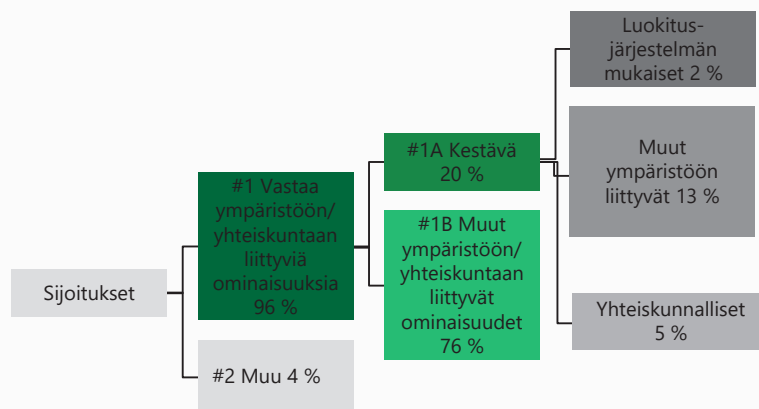 Sijoitukset
#1 Vastaa
ympäristöön/
yhteiskuntaan
liittyviä
ominaisuuksia
96 %
#2 Muu 4 %
#1A Kestävä
20 %
#1B Muut
ympäristöön/
yhteiskuntaan
liittyvät
ominaisuudet
76 %
Luokitus-
järjestelmän
mukaiset 2 %
Muut
ympäristöön
liittyvät 13 %
Yhteiskunnalliset
5 %